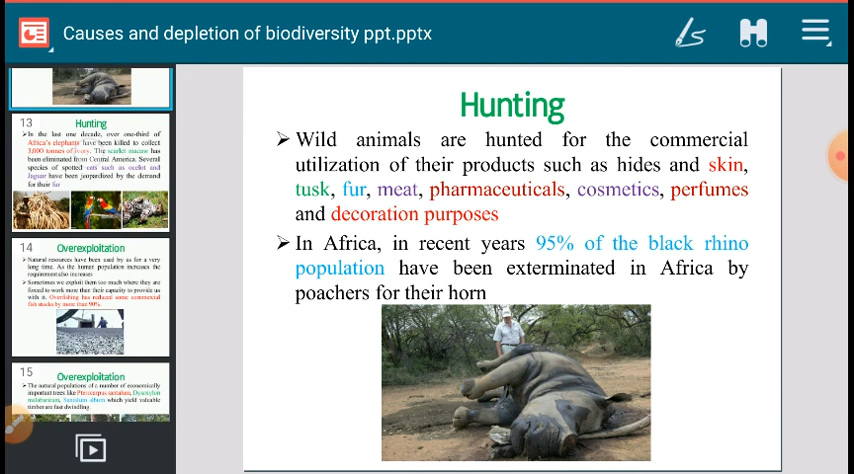 Causes and depletion of biodiversity ppt.pptx
13
Hunting
➢ In the last one decade, over one-third of
Africa's elephants have been killed to collect
3,000 tonnes of ivory. The scarlet macaw has
been eliminated from Central America. Several
species of spotted cats such as ocelot and
Jaguar have been jeopardized by the demand
for their fur
14
Overexploitation
➢ Natural resources have been used by us for a very
long time. As the human population increases the
requirement also increases
➢ Sometimes we exploit them too much where they are
forced to work more than their capacity to provide us
with it. Overfishing has reduced some commercial
fish stocks by more than 90%.
15
Overexploitation
➢ The natural populations of a number of economically
important trees like Pterocarpus santalum, Dysoxylon
malabaricum, Santalum album which yield valuable
timber are fast dwindling.
Hunting
➢ Wild animals are hunted for the commercial
utilization of their products such as hides and skin,
tusk, fur, meat, pharmaceuticals, cosmetics, perfumes
and decoration purposes
➢ In Africa, in recent years 95% of the black rhino
population have been exterminated in Africa by
poachers for their horn